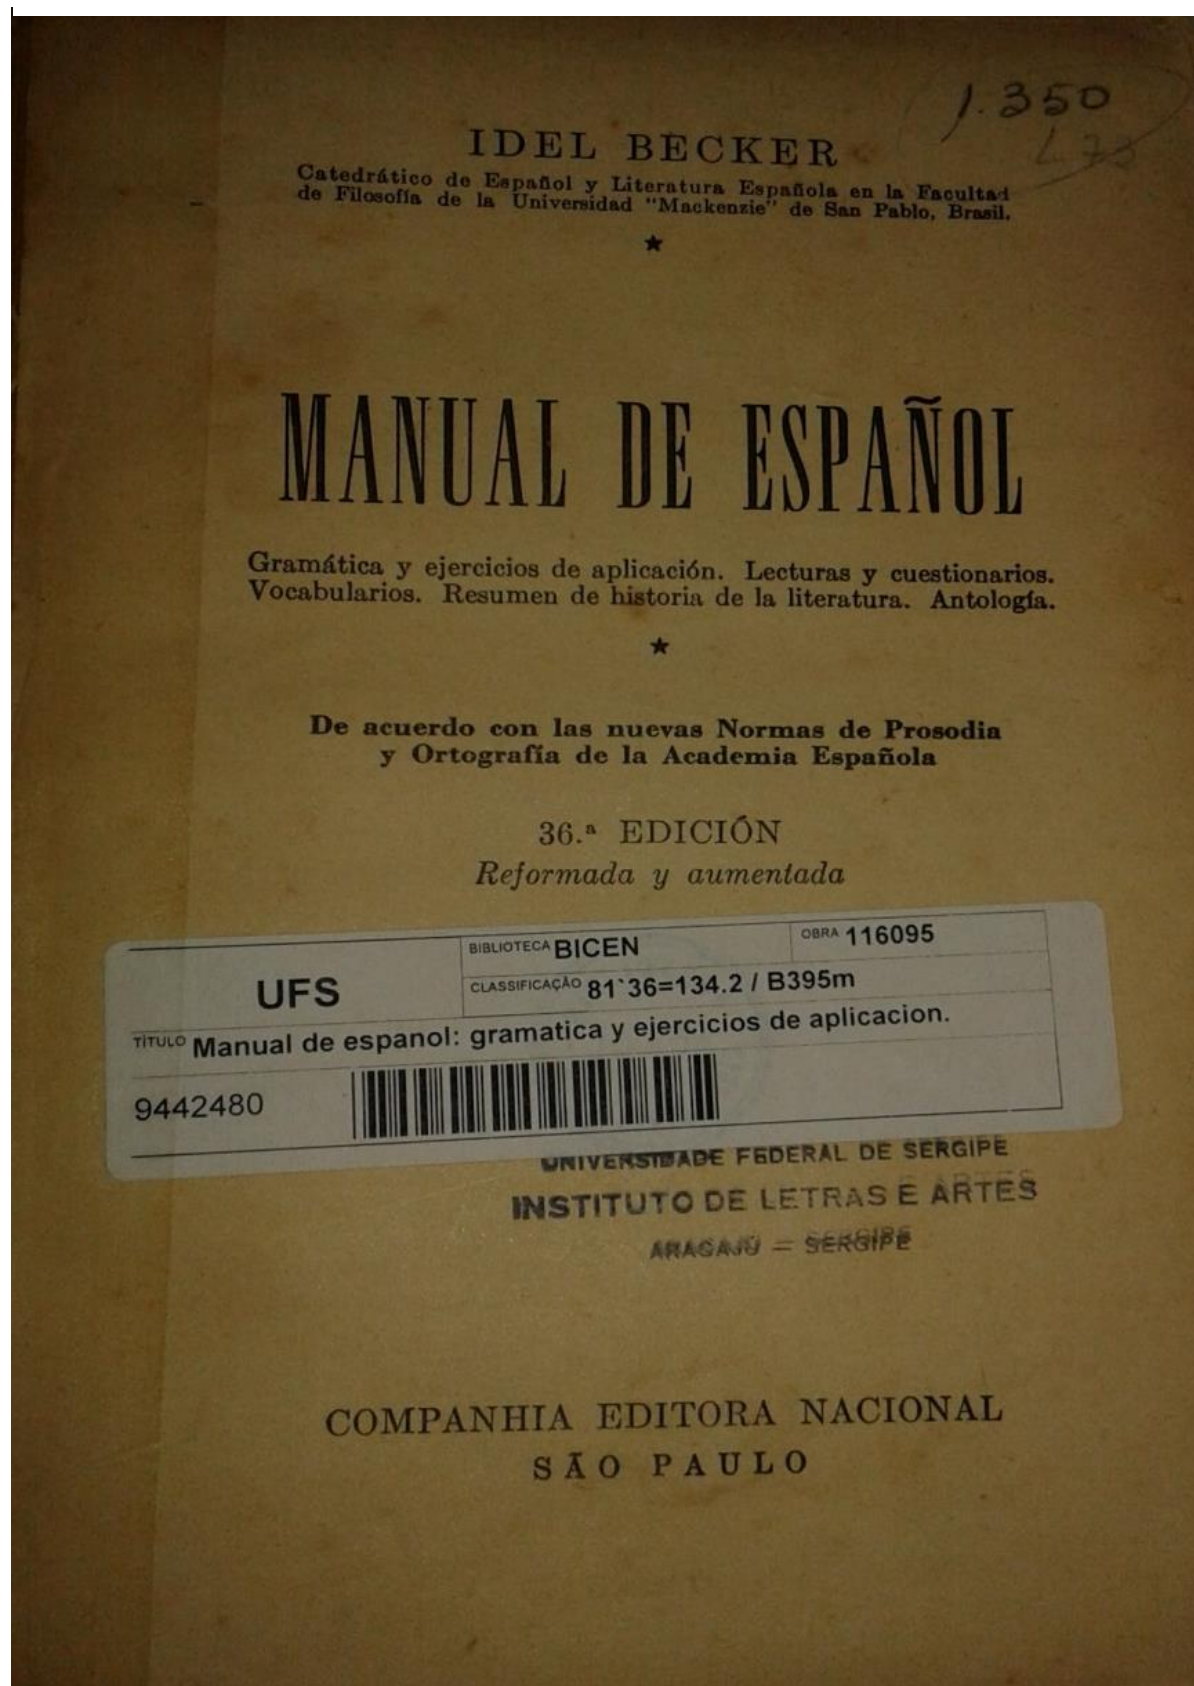 1.350
IDEL BECKER
Catedrático de Español y Literatura Española en la Facultad
de Filosofía de la Universidad "Mackenzie" de San Pablo, Brasil.
★
MANUAL DE ESPAÑOL
Gramática y ejercicios de aplicación. Lecturas y cuestionarios.
Vocabularios. Resumen de historia de la literatura. Antología.
★
De acuerdo con las nuevas Normas de Prosodia
y Ortografía de la Academia Española
36.ª EDICIÓN
Reformada y aumentada
UFS
BIBLIOTECA BICEN
OBRA 116095
CLASSIFICAÇÃO 81`36=134.2 / B395m
TÍTULO Manual de espanol: gramatica y ejercicios de aplicacion.
9442480
UNIVERSIDADE FEDERAL DE SERGIPE
INSTITUTO DE LETRAS E ARTES
ARACAJÚ — SERGIPE
COMPANHIA EDITORA NACIONAL
SÃO PAULO